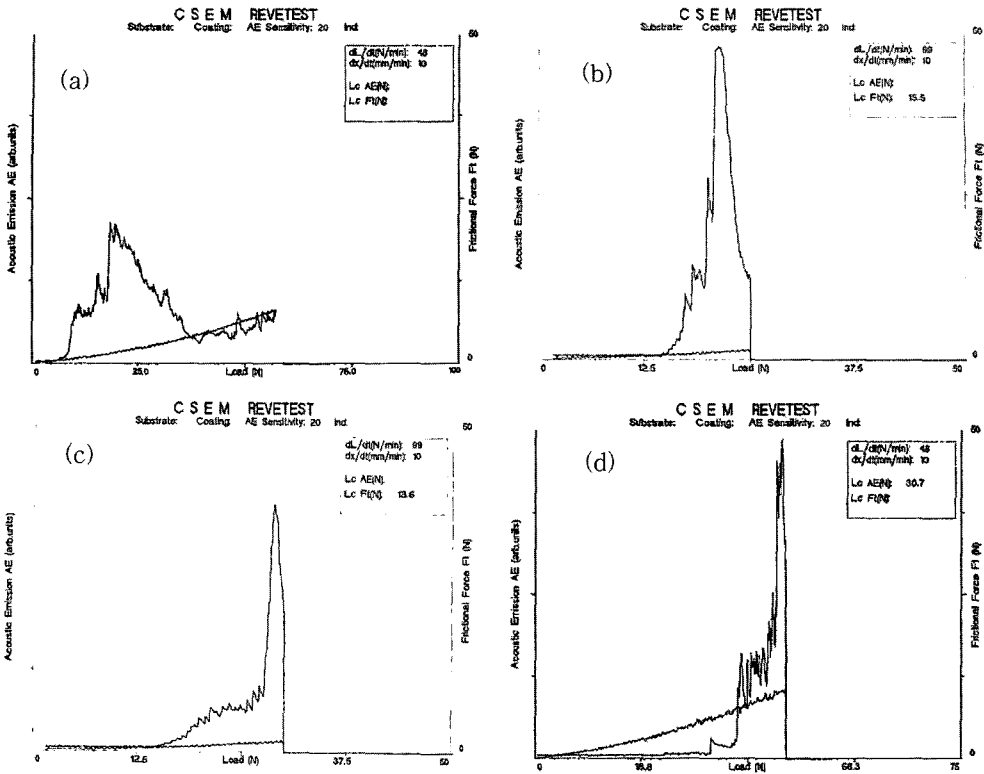 C S E M REVETEST
Substrate: Coating: AE Sensitivity: 20 Ind:
(a)
50
dL/dt(N/min): 48
dx/dt(mm/min): 10
Lc AE(N):
Lc Ft(N):
Acoustic Emission AE (arb.units)
Frictional Force Ft (N)
0
0 25.0 Load (N) 75.0 100
C S E M REVETEST
Substrate: Coating: AE Sensitivity: 20 Ind:
(b)
50
dL/dt(N/min): 99
dx/dt(mm/min): 10
Lc AE(N):
Lc Ft(N): 15.5
Acoustic Emission AE (arb.units)
Frictional Force Ft (N)
0
0 12.5 Load (N) 37.5 50
C S E M REVETEST
Substrate: Coating: AE Sensitivity: 20 Ind:
(c)
50
dL/dt(N/min): 99
dx/dt(mm/min): 10
Lc AE(N):
Lc Ft(N): 13.6
Acoustic Emission AE (arb.units)
Frictional Force Ft (N)
0
0 12.5 Load (N) 37.5 50
C S E M REVETEST
Substrate: Coating: AE Sensitivity: 20 Ind:
(d)
50
dL/dt(N/min): 48
dx/dt(mm/min): 10
Lc AE(N): 30.7
Lc Ft(N):
Acoustic Emission AE (arb.units)
Frictional Force Ft (N)
0
0 18.8 Load (N) 56.3 75